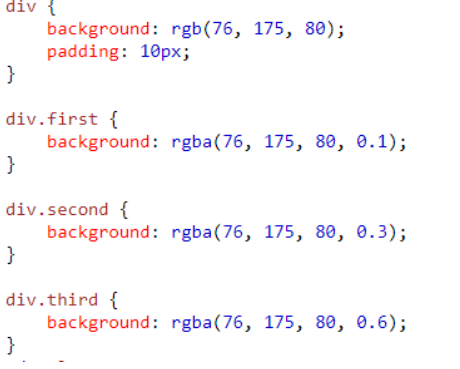 div {
    background: rgb(76, 175, 80);
    padding: 10px;
}

div.first {
    background: rgba(76, 175, 80, 0.1);
}

div.second {
    background: rgba(76, 175, 80, 0.3);
}

div.third {
    background: rgba(76, 175, 80, 0.6);
}